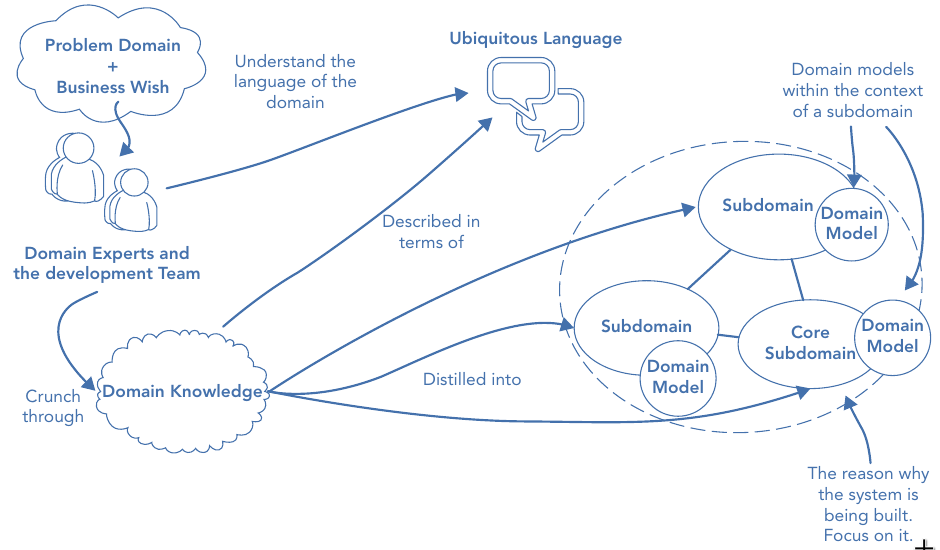 Problem Domain
+
Business Wish
Understand the
language of the
domain
Ubiquitous Language
Domain models
within the context
of a subdomain
Subdomain
Domain
Model
Described in
terms of
Domain Experts and
the development Team
Subdomain
Domain
Model
Core
Subdomain
Domain
Model
Distilled into
Crunch
through
Domain Knowledge
The reason why
the system is
being built.
Focus on it.